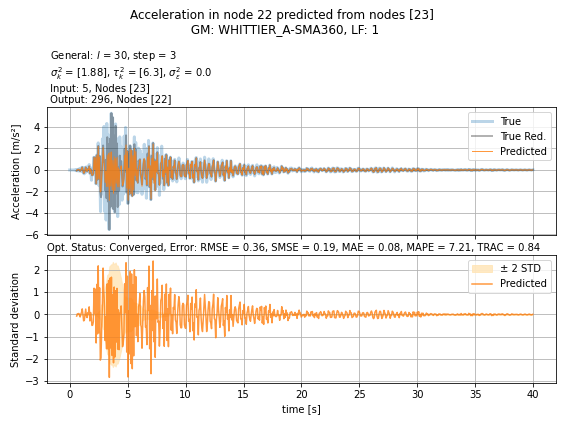 Acceleration in node 22 predicted from nodes [23]
GM: WHITTIER_A-SMA360, LF: 1
General: l = 30, step = 3
σ²ₖ = [1.88], τ²ₖ = [6.3], σ²ε = 0.0
Input: 5, Nodes [23]
Output: 296, Nodes [22]
Acceleration [m/s²]
4
2
0
−2
−4
−6
True
True Red.
Predicted
Opt. Status: Converged, Error: RMSE = 0.36, SMSE = 0.19, MAE = 0.08, MAPE = 7.21, TRAC = 0.84
Standard deviation
2
1
0
−1
−2
−3
± 2 STD
Predicted
0 5 10 15 20 25 30 35 40
time [s]